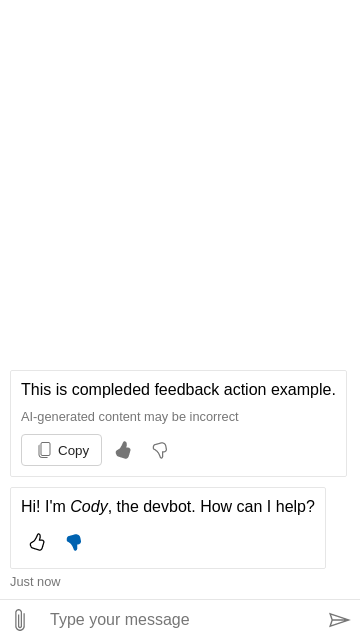 This is compleded feedback action example.
AI-generated content may be incorrect
Copy
Hi! I'm Cody, the devbot. How can I help?
Just now
Type your message